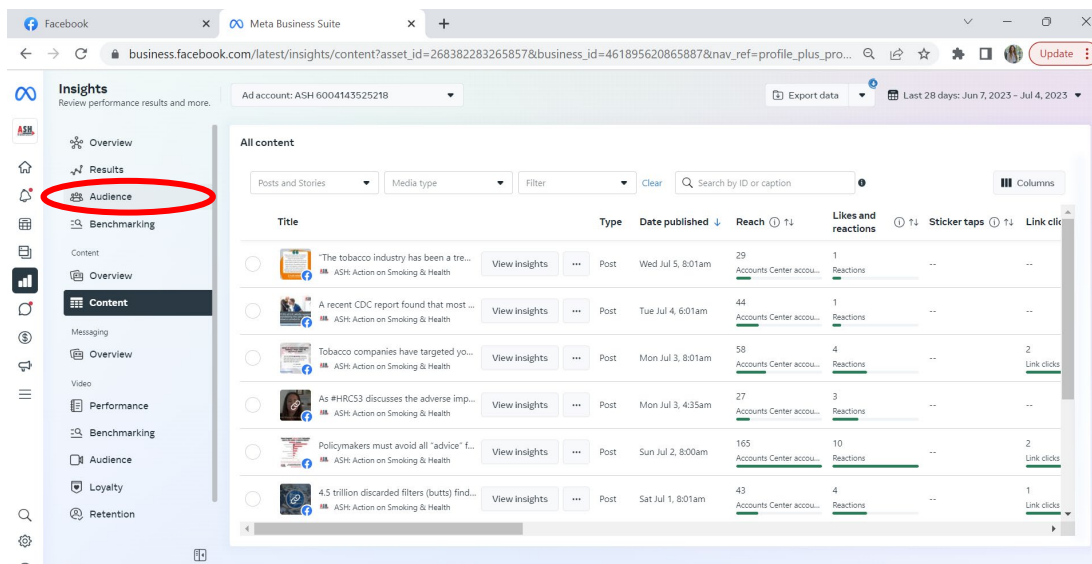 Facebook
Meta Business Suite
business.facebook.com/latest/insights/content?asset_id=268382283265857&business_id=461895620865887&nav_ref=profile_plus_pro...
Update
Insights
Review performance results and more.
Ad account: ASH 6004143525218
Export data
Last 28 days: Jun 7, 2023 – Jul 4, 2023
ASH
Overview
Results
Audience
Benchmarking
Content
Overview
Content
Messaging
Overview
Video
Performance
Benchmarking
Audience
Loyalty
Retention
All content
Posts and Stories
Media type
Filter
Clear
Search by ID or caption
Columns
Title Type Date published Reach Likes and reactions Sticker taps Link clic
"The tobacco industry has been a tre... View insights ... Post Wed Jul 5, 8:01am 29 1 -- --
ASH: Action on Smoking & Health Accounts Center accou... Reactions
A recent CDC report found that most ... View insights ... Post Tue Jul 4, 6:01am 44 1 -- --
ASH: Action on Smoking & Health Accounts Center accou... Reactions
Tobacco companies have targeted yo... View insights ... Post Mon Jul 3, 8:01am 58 4 -- 2
ASH: Action on Smoking & Health Accounts Center accou... Reactions Link clicks
As #HRC53 discusses the adverse imp... View insights ... Post Mon Jul 3, 4:35am 27 3 -- --
ASH: Action on Smoking & Health Accounts Center accou... Reactions
Policymakers must avoid all "advice" f... View insights ... Post Sun Jul 2, 8:00am 165 10 -- 2
ASH: Action on Smoking & Health Accounts Center accou... Reactions Link clicks
4.5 trillion discarded filters (butts) find... View insights ... Post Sat Jul 1, 8:01am 43 4 -- 1
ASH: Action on Smoking & Health Accounts Center accou... Reactions Link clicks